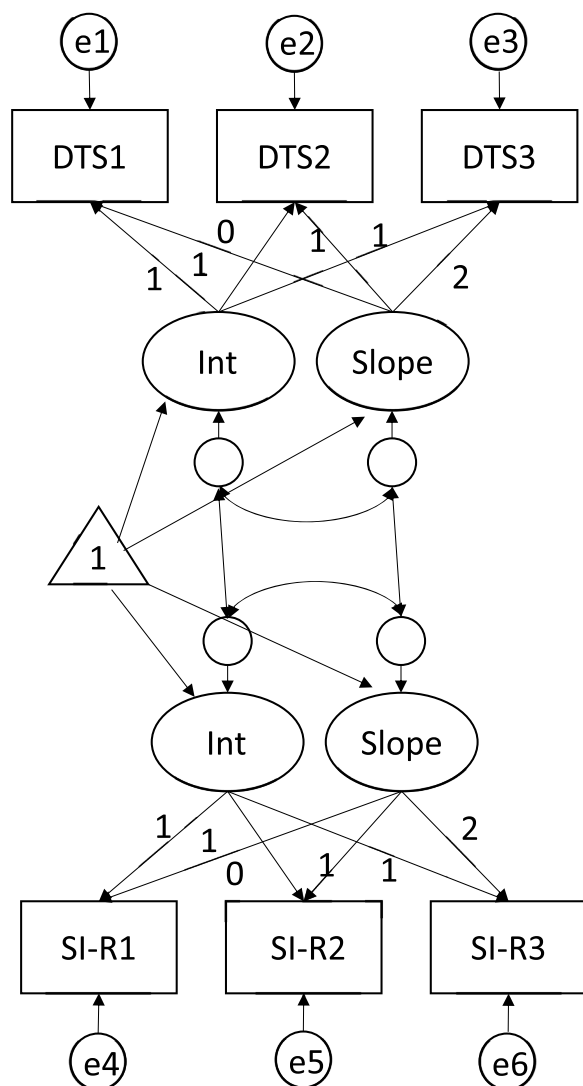 e1 e2 e3
DTS1 DTS2 DTS3
0 1 1
1 1 2
Int Slope
1
Int Slope
1 1 2
0 1 1
SI-R1 SI-R2 SI-R3
e4 e5 e6